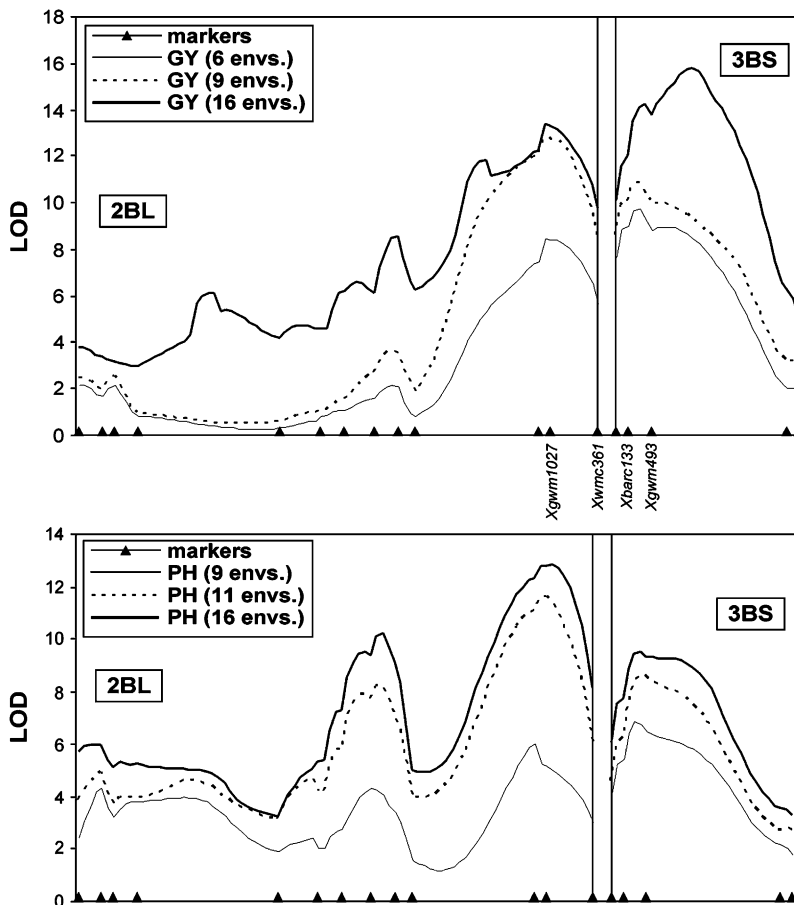 18
16
14
12
10
8
6
4
2
0
LOD
markers
GY (6 envs.)
GY (9 envs.)
GY (16 envs.)
2BL
3BS
Xgwm1027
Xwmc361
Xbarc133
Xgwm493
14
12
10
8
6
4
2
0
LOD
markers
PH (9 envs.)
PH (11 envs.)
PH (16 envs.)
2BL
3BS